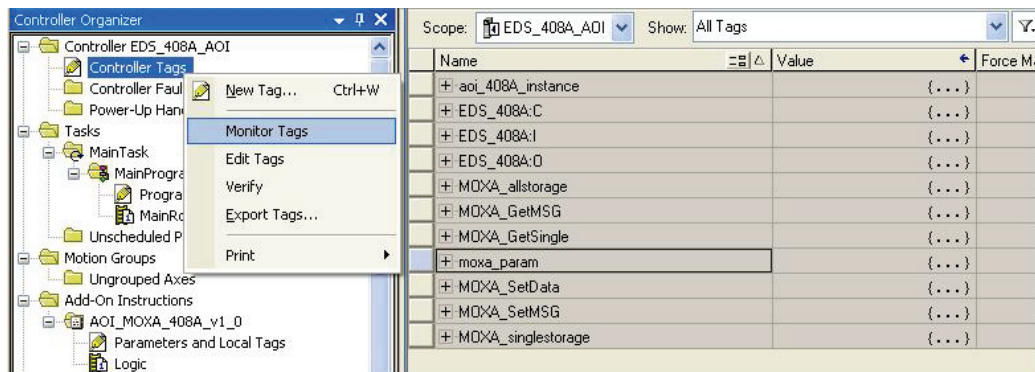 Controller Organizer
Controller EDS_408A_AOI
Controller Tags
Controller Faul
Power-Up Han
Tasks
MainTask
MainProgra
Progra
MainRo
Unscheduled P
Motion Groups
Ungrouped Axes
Add-On Instructions
AOI_MOXA_408A_v1_0
Parameters and Local Tags
Logic
New Tag... Ctrl+W
Monitor Tags
Edit Tags
Verify
Export Tags...
Print
Scope: EDS_408A_AOI Show: All Tags
Name Value Force Ma
aoi_408A_instance {...}
EDS_408A:C {...}
EDS_408A:I {...}
EDS_408A:O {...}
MOXA_allstorage {...}
MOXA_GetMSG {...}
MOXA_GetSingle {...}
moxa_param {...}
MOXA_SetData {...}
MOXA_SetMSG {...}
MOXA_singlestorage {...}